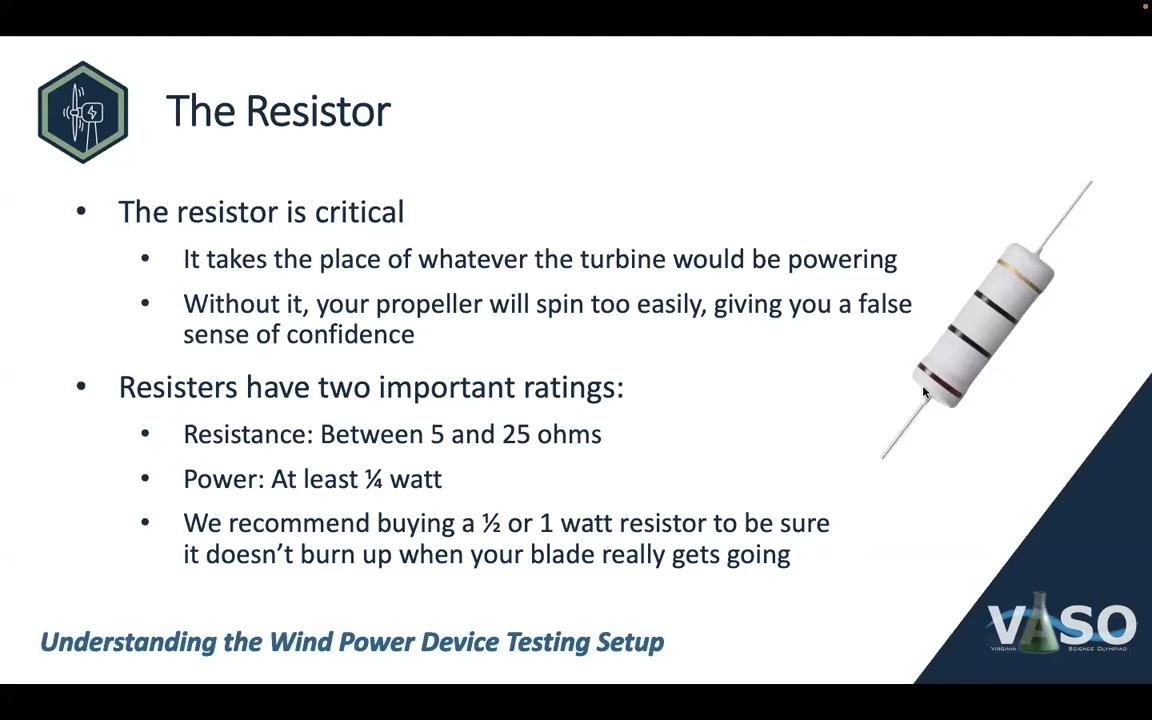 The Resistor
• The resistor is critical
• It takes the place of whatever the turbine would be powering
• Without it, your propeller will spin too easily, giving you a false
sense of confidence
• Resisters have two important ratings:
• Resistance: Between 5 and 25 ohms
• Power: At least ¼ watt
• We recommend buying a ½ or 1 watt resistor to be sure
it doesn’t burn up when your blade really gets going
Understanding the Wind Power Device Testing Setup
VASO
VIRGINIA SCIENCE OLYMPIAD